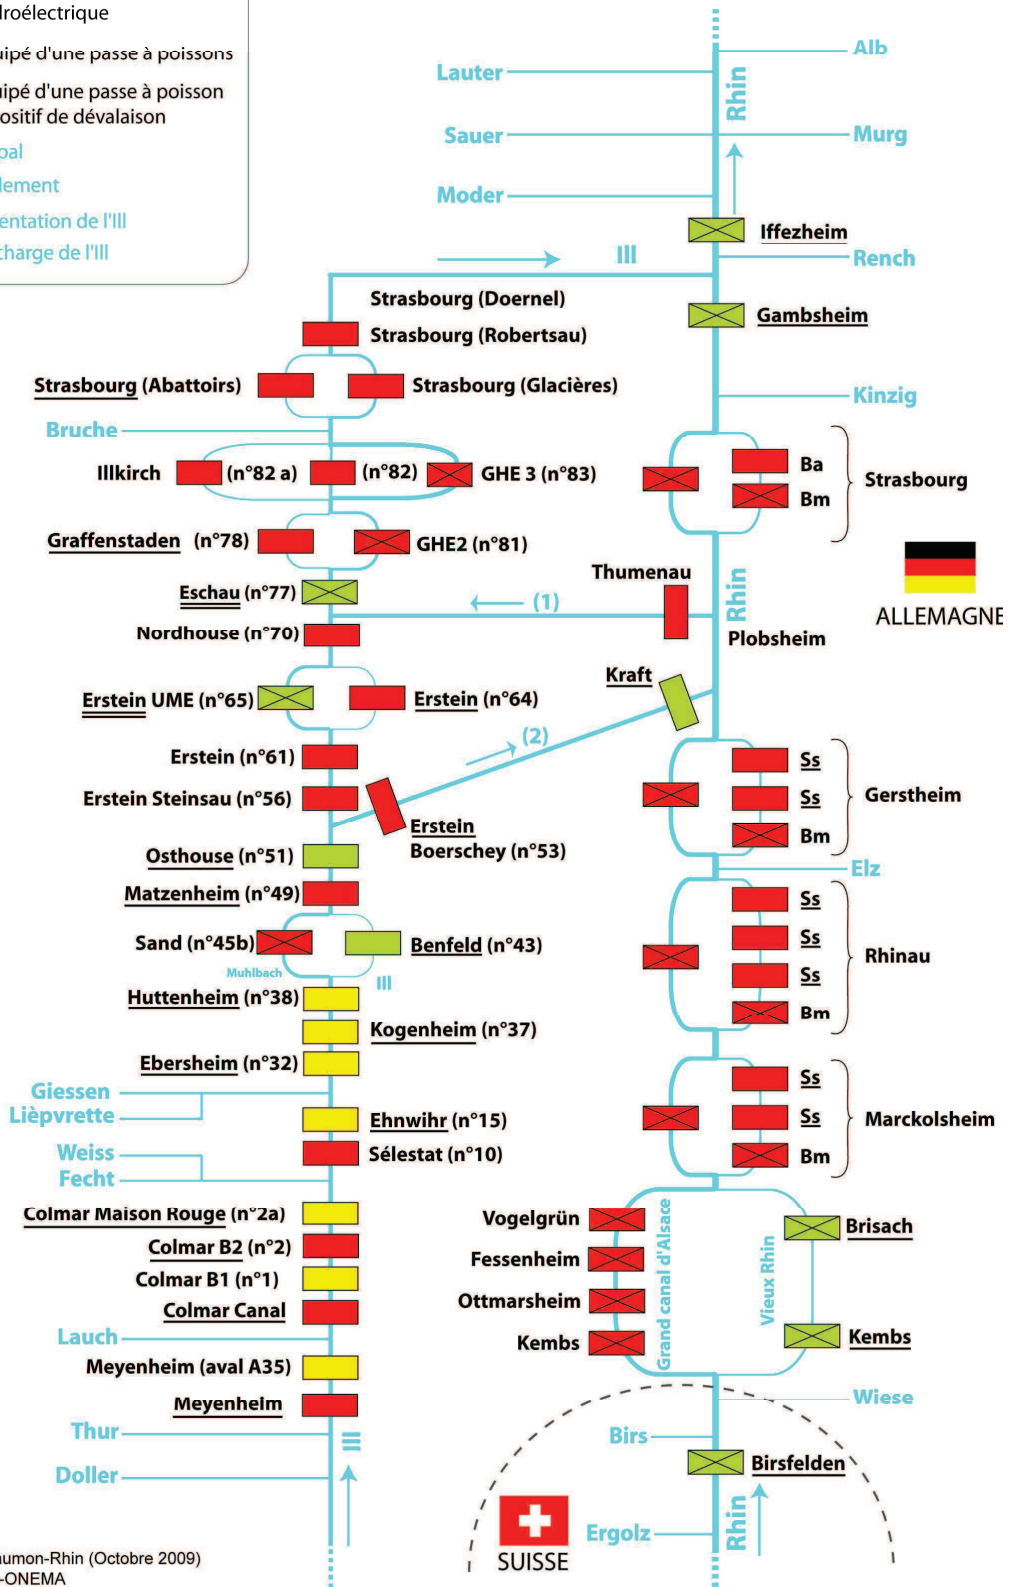 droélectrique
uipé d'une passe à poissons
uipé d'une passe à poisson
ositif de dévalaison
pal
lement
entation de l'Ill
charge de l'Ill
Alb
Lauter
Rhin
Sauer
Murg
Moder
Iffezheim
Ill
Rench
Strasbourg (Doernel)
Gambsheim
Strasbourg (Robertsau)
Strasbourg (Abattoirs)
Strasbourg (Glacières)
Kinzig
Bruche
Illkirch
(n°82 a)
(n°82)
GHE 3 (n°83)
Ba
Bm
Strasbourg
Graffenstaden (n°78)
GHE2 (n°81)
Thumenau
Rhin
ALLEMAGNE
Eschau (n°77)
(1)
Nordhouse (n°70)
Plobsheim
Kraft
Erstein UME (n°65)
Erstein (n°64)
(2)
Erstein (n°61)
Ss
Ss
Bm
Gerstheim
Erstein Steinsau (n°56)
Erstein
Boerschey (n°53)
Osthouse (n°51)
Elz
Matzenheim (n°49)
Ss
Ss
Ss
Bm
Rhinau
Sand (n°45b)
Benfeld (n°43)
Muhlbach
Ill
Huttenheim (n°38)
Kogenheim (n°37)
Ebersheim (n°32)
Giessen
Lièpvrette
Ss
Ss
Bm
Marckolsheim
Ehnwihr (n°15)
Sélestat (n°10)
Weiss
Fecht
Colmar Maison Rouge (n°2a)
Colmar B2 (n°2)
Colmar B1 (n°1)
Colmar Canal
Vogelgrün
Fessenheim
Ottmarsheim
Kembs
Grand canal d'Alsace
Vieux Rhin
Brisach
Kembs
Lauch
Meyenheim (aval A35)
Meyenheim
Wiese
Thur
Ill
Birs
Birsfelden
Doller
Rhin
Ergolz
SUISSE
aumon-Rhin (Octobre 2009)
-ONEMA